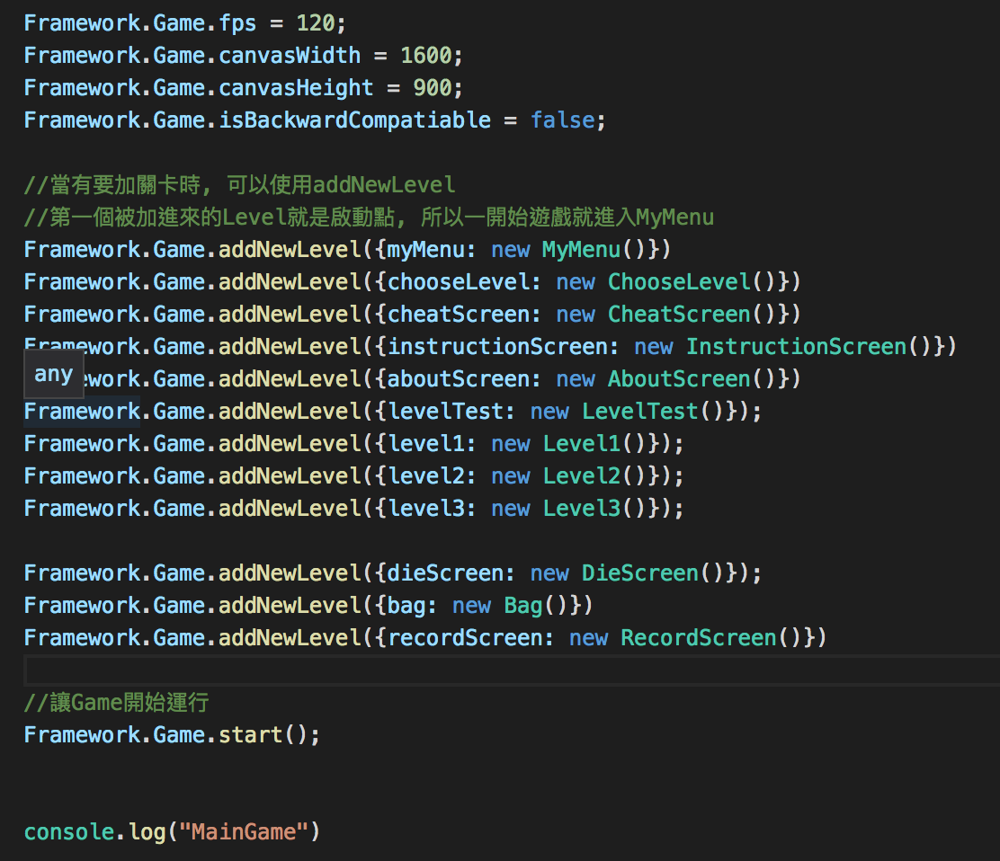 Framework.Game.fps = 120;
Framework.Game.canvasWidth = 1600;
Framework.Game.canvasHeight = 900;
Framework.Game.isBackwardCompatiable = false;
//當有要加關卡時, 可以使用addNewLevel
//第一個被加進來的Level就是啟動點, 所以一開始遊戲就進入MyMenu
Framework.Game.addNewLevel({myMenu: new MyMenu()})
Framework.Game.addNewLevel({chooseLevel: new ChooseLevel()})
Framework.Game.addNewLevel({cheatScreen: new CheatScreen()})
Framework.Game.addNewLevel({instructionScreen: new InstructionScreen()})
any
ework.Game.addNewLevel({aboutScreen: new AboutScreen()})
Framework.Game.addNewLevel({levelTest: new LevelTest()});
Framework.Game.addNewLevel({level1: new Level1()});
Framework.Game.addNewLevel({level2: new Level2()});
Framework.Game.addNewLevel({level3: new Level3()});
Framework.Game.addNewLevel({dieScreen: new DieScreen()});
Framework.Game.addNewLevel({bag: new Bag()})
Framework.Game.addNewLevel({recordScreen: new RecordScreen()})
//讓Game開始運行
Framework.Game.start();
console.log("MainGame")